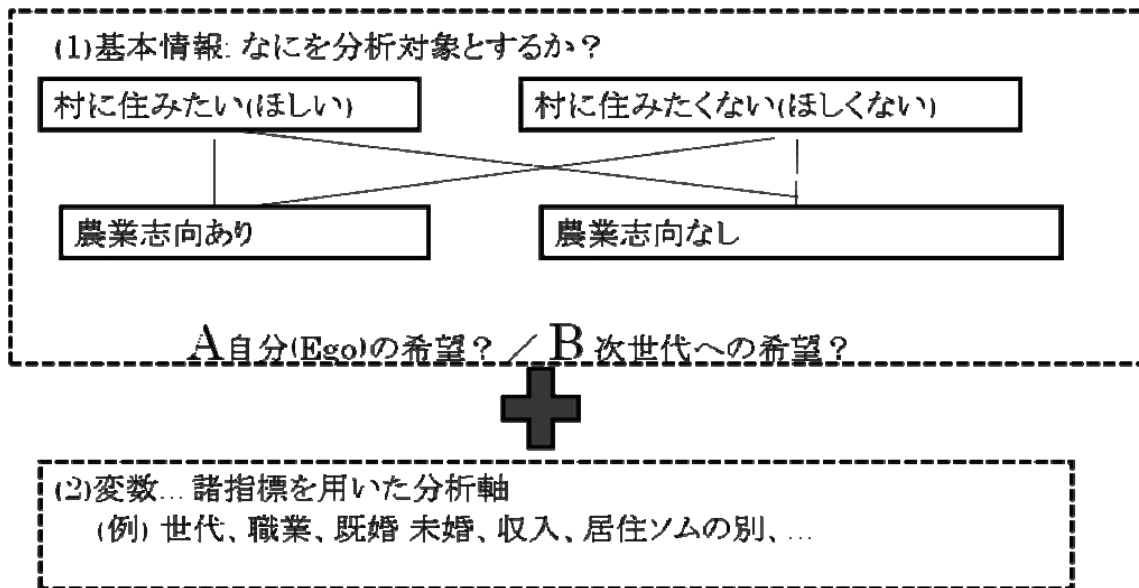 (1)基本情報: なにを分析対象とするか？
村に住みたい(ほしい)
村に住みたくない(ほしくない)
農業志向あり
農業志向なし
A自分(Ego)の希望？ ／ B 次世代への希望？
(2)変数… 諸指標を用いた分析軸
(例) 世代、職業、既婚 未婚、収入、居住ソムの別、…